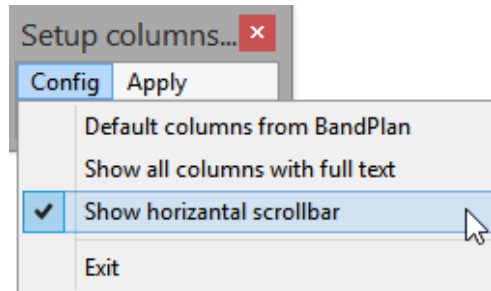 Setup columns...
Config Apply
Default columns from BandPlan
Show all columns with full text
Show horizantal scrollbar
Exit